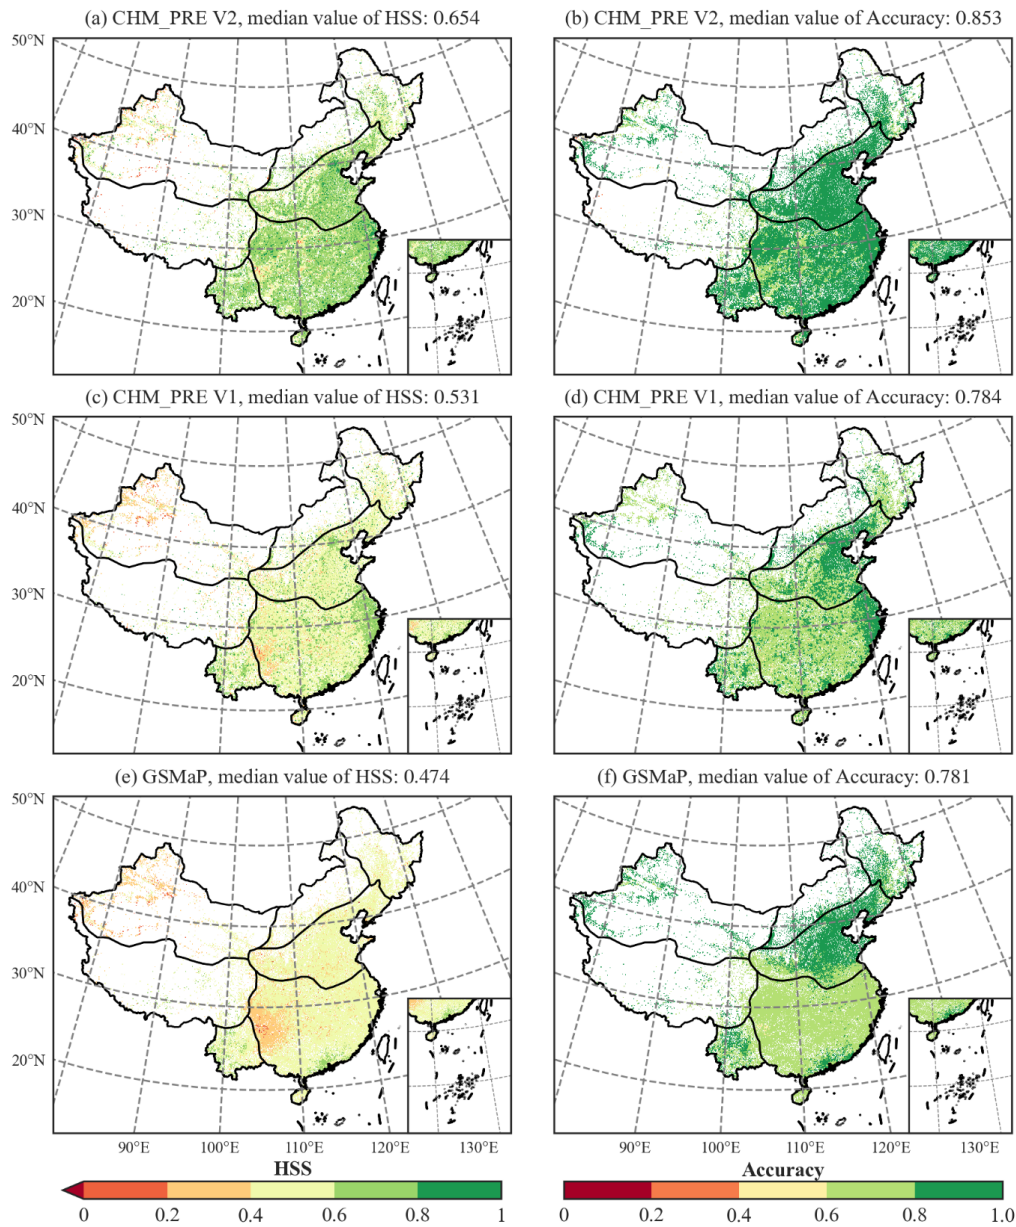 (a) CHM_PRE V2, median value of HSS: 0.654
(b) CHM_PRE V2, median value of Accuracy: 0.853
50°N
40°N
30°N
20°N
(c) CHM_PRE V1, median value of HSS: 0.531
(d) CHM_PRE V1, median value of Accuracy: 0.784
50°N
40°N
30°N
20°N
(e) GSMaP, median value of HSS: 0.474
(f) GSMaP, median value of Accuracy: 0.781
50°N
40°N
30°N
20°N
90°E 100°E 110°E 120°E 130°E
90°E 100°E 110°E 120°E 130°E
HSS
Accuracy
0 0.2 0.4 0.6 0.8 1
0.0 0.2 0.4 0.6 0.8 1.0